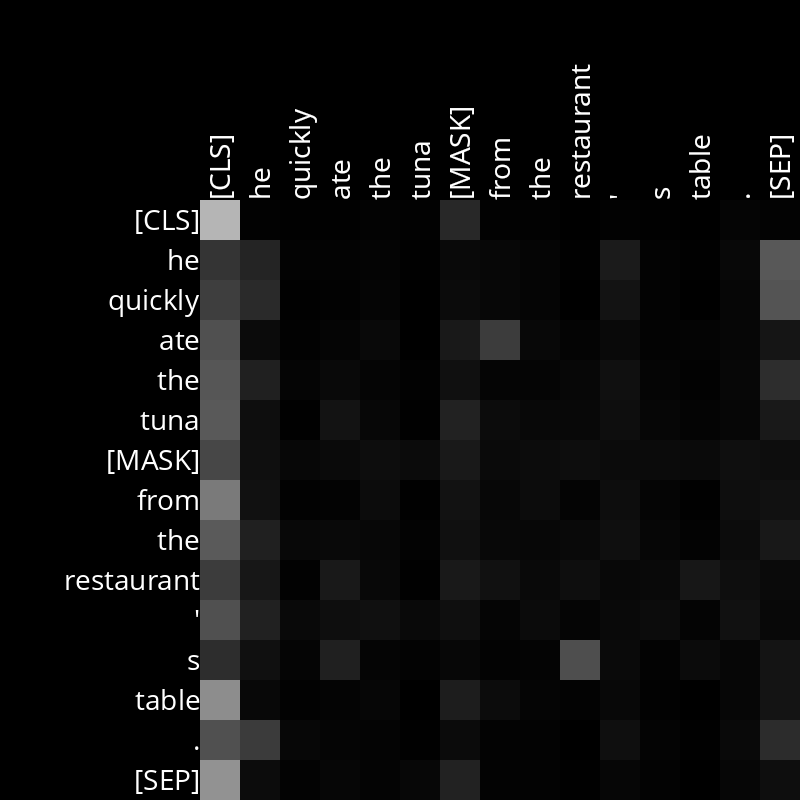 [CLS] he quickly ate the tuna [MASK] from the restaurant ' s table . [SEP]
[CLS]
he
quickly
ate
the
tuna
[MASK]
from
the
restaurant
'
s
table
.
[SEP]